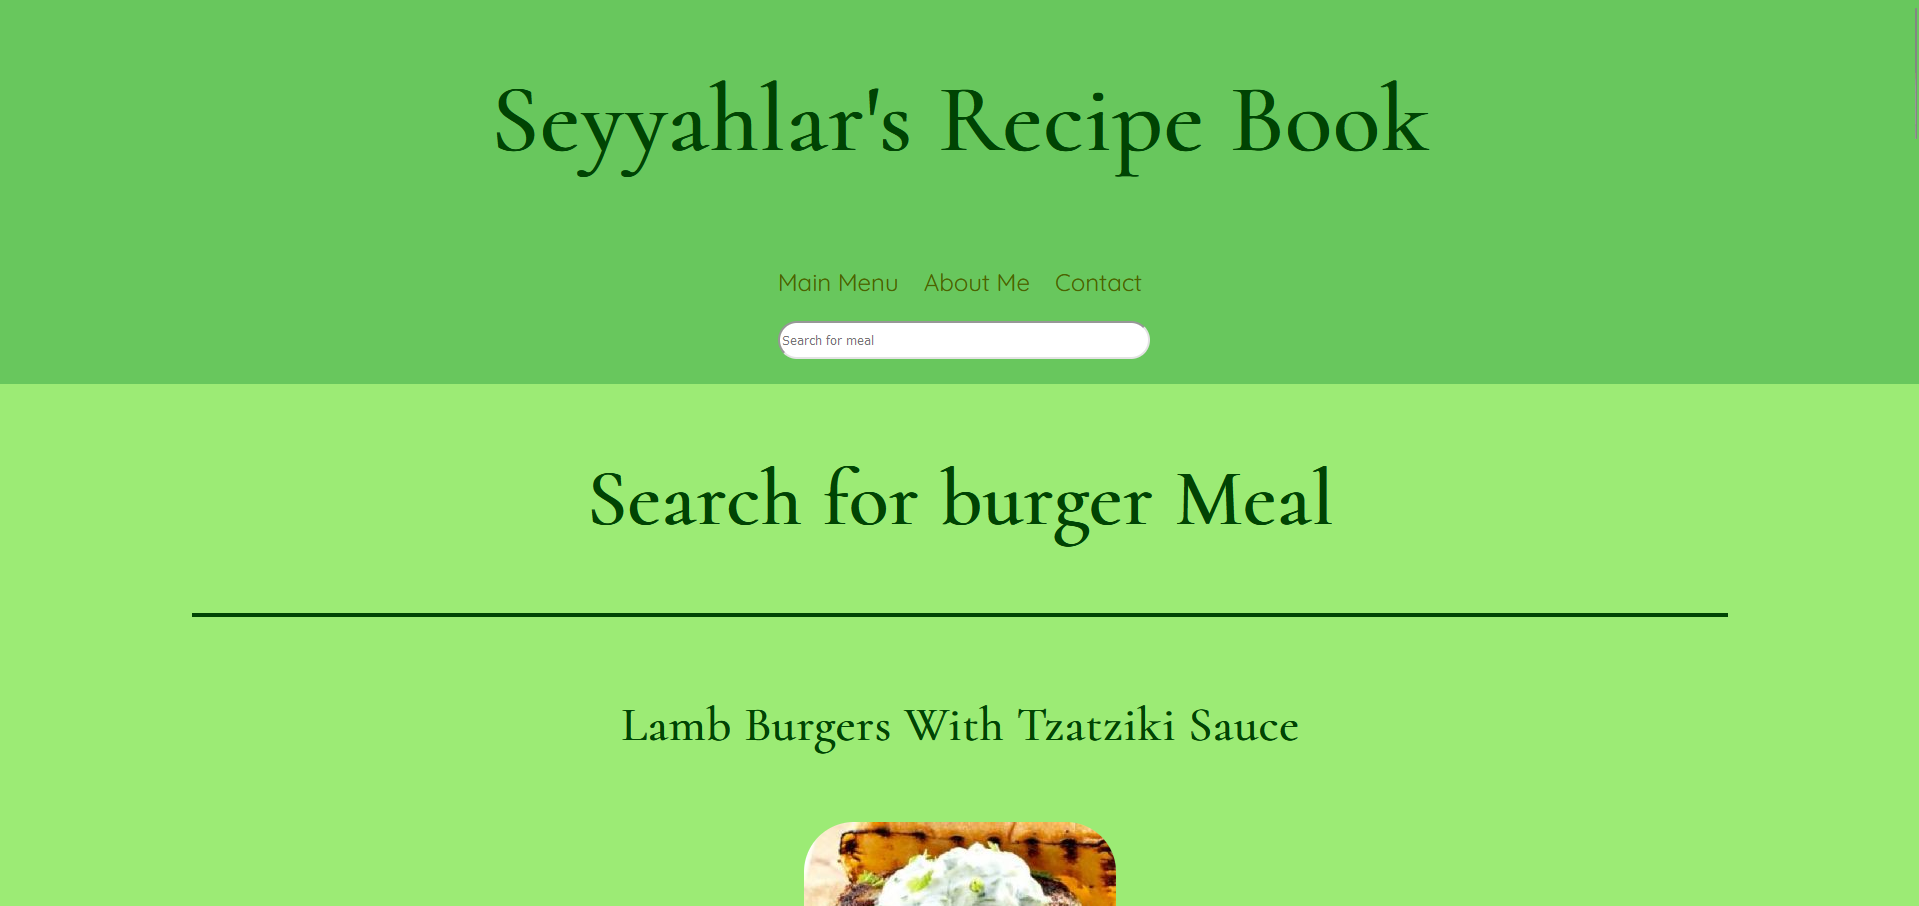 Seyyahlar's Recipe Book
Main Menu About Me Contact
Search for meal
Search for burger Meal
Lamb Burgers With Tzatziki Sauce